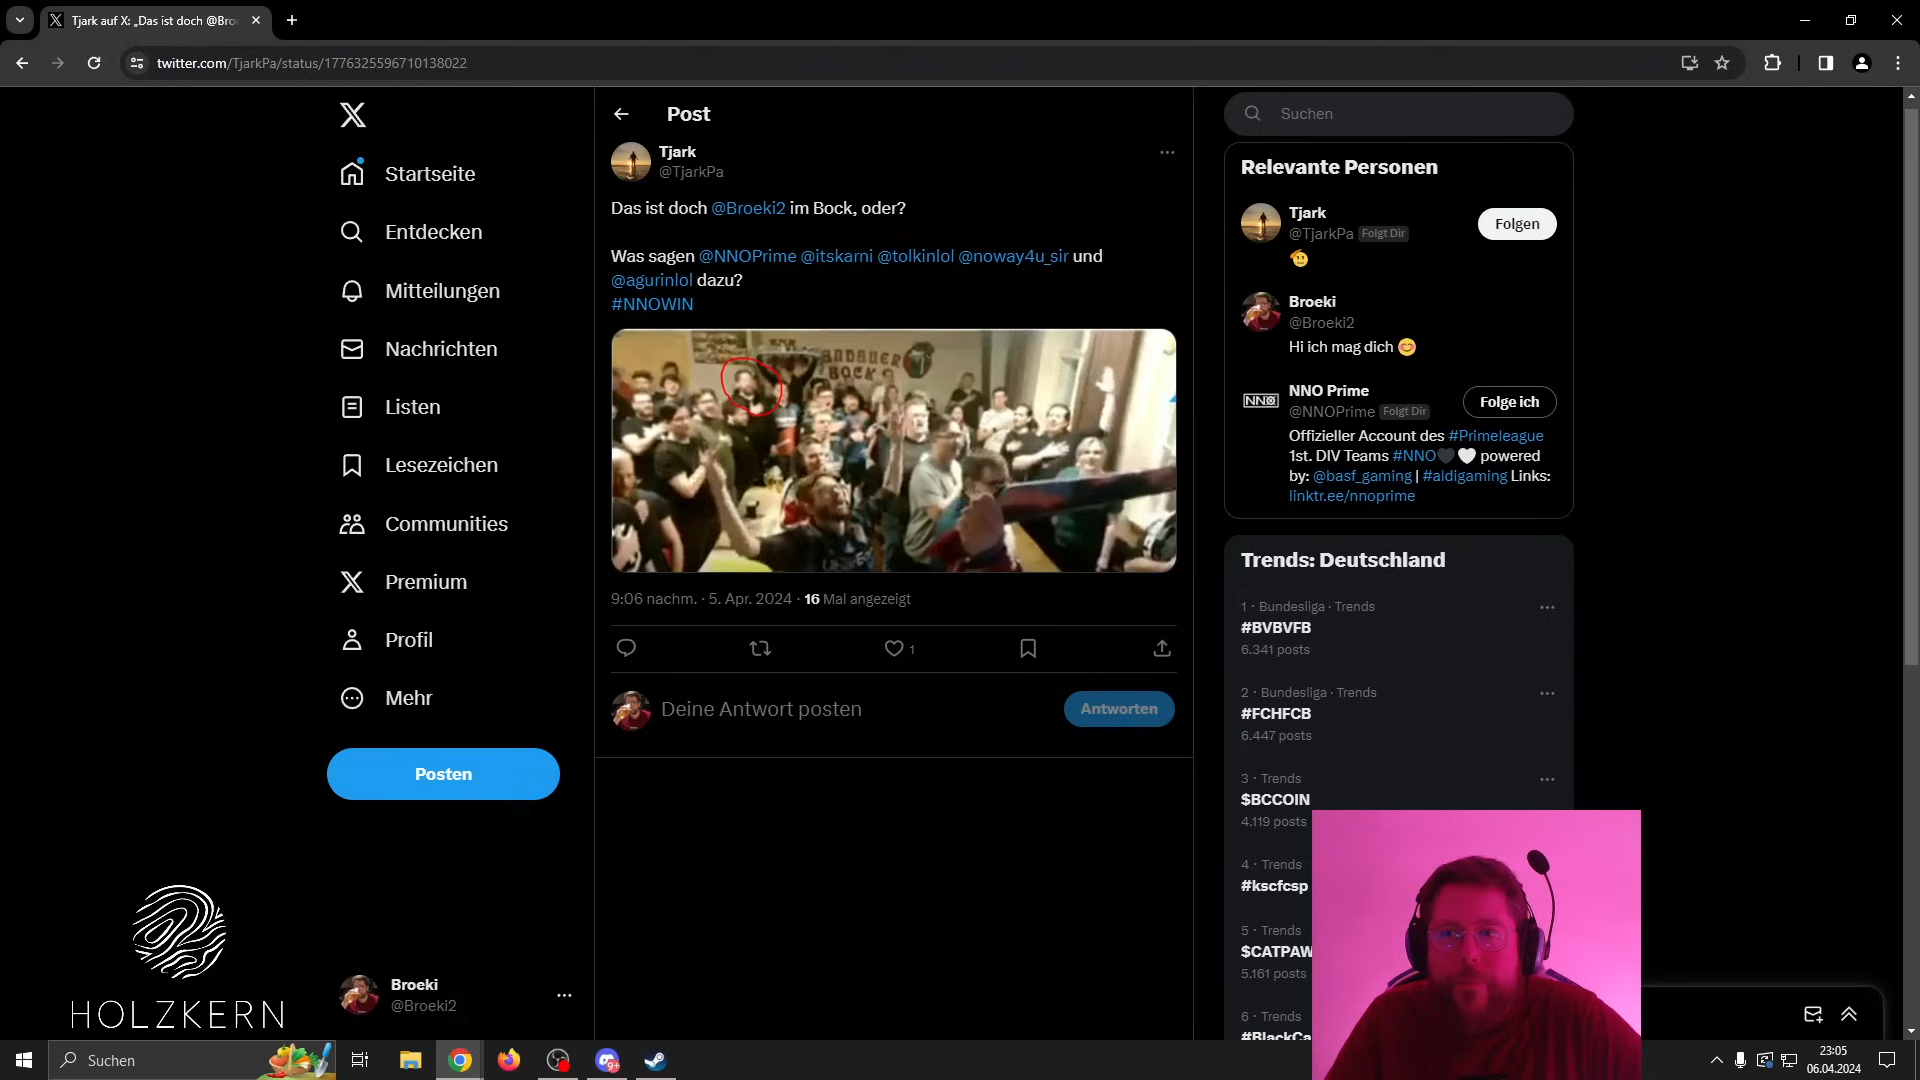 Tjark auf X: „Das ist doch @Bro
twitter.com/TjarkPa/status/1776325596710138022
Startseite
Entdecken
Mitteilungen
Nachrichten
Listen
Lesezeichen
Communities
Premium
Profil
Mehr
Posten
HOLZKERN
Broeki
@Broeki2
Post
Tjark
@TjarkPa
Das ist doch @Broeki2 im Bock, oder?
Was sagen @NNOPrime @itskarni @tolkinlol @noway4u_sir und
@agurinlol dazu?
#NNOWIN
ANDAUER
BOCK
9:06 nachm. · 5. Apr. 2024 · 16 Mal angezeigt
1
Deine Antwort posten
Antworten
Suchen
Relevante Personen
Tjark
@TjarkPa Folgt Dir
Folgen
Broeki
@Broeki2
Hi ich mag dich 😊
NNO
NNO Prime
@NNOPrime Folgt Dir
Folge ich
Offizieller Account des #Primeleague
1st. DIV Teams #NNO🖤🤍 powered
by: @basf_gaming | #aldigaming Links:
linktr.ee/nnoprime
Trends: Deutschland
1 · Bundesliga · Trends
#BVBVFB
6.341 posts
2 · Bundesliga · Trends
#FCHFCB
6.447 posts
3 · Trends
$BCCOIN
4.119 posts
4 · Trends
#kscfcsp
5 · Trends
$CATPAW
5.161 posts
6 · Trends
#BlackCa
Suchen
9+
23:05
06.04.2024